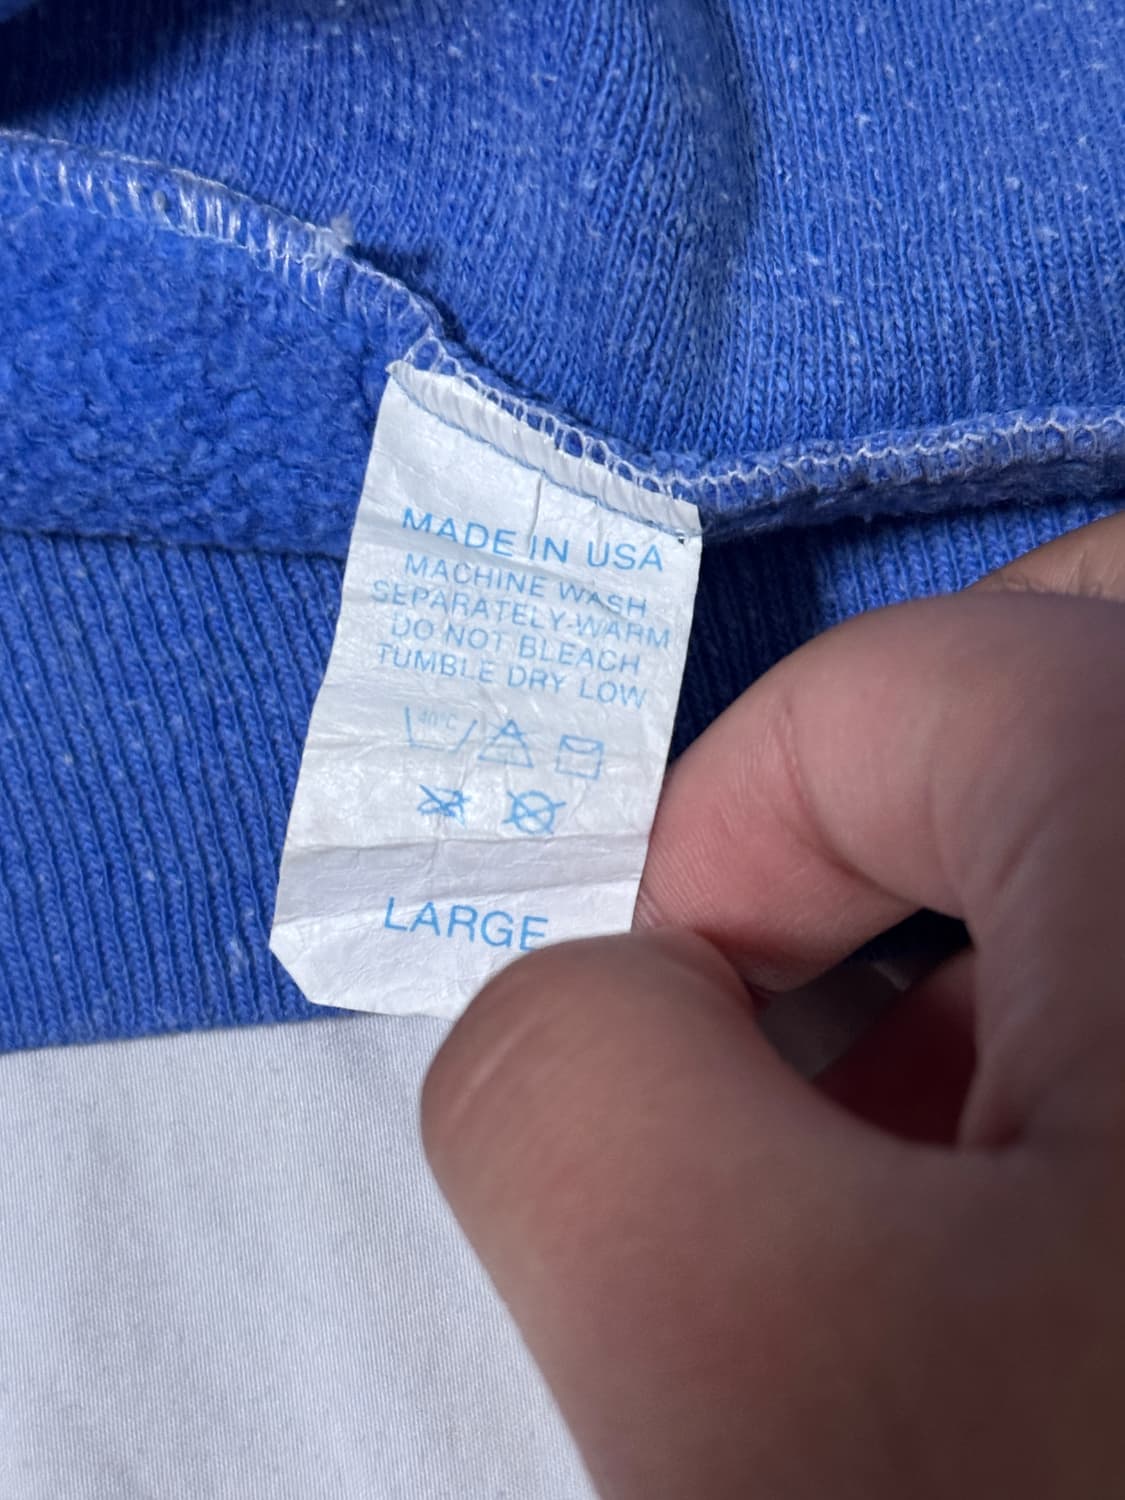 MADE IN USA
MACHINE WASH
SEPARATELY-WARM
DO NOT BLEACH
TUMBLE DRY LOW
40°C
LARGE